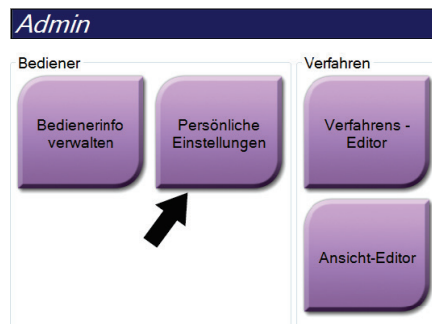 Admin
Bediener
Bedienerinfo
verwalten
Persönliche
Einstellungen
Verfahren
Verfahrens -
Editor
Ansicht-Editor